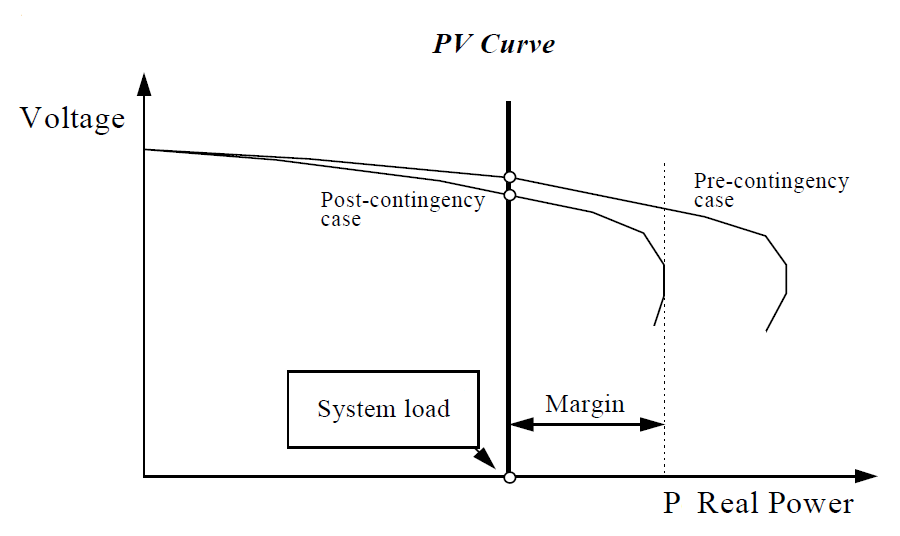 PV Curve
Voltage
Pre-contingency
case
Post-contingency
case
Margin
System load
P Real Power